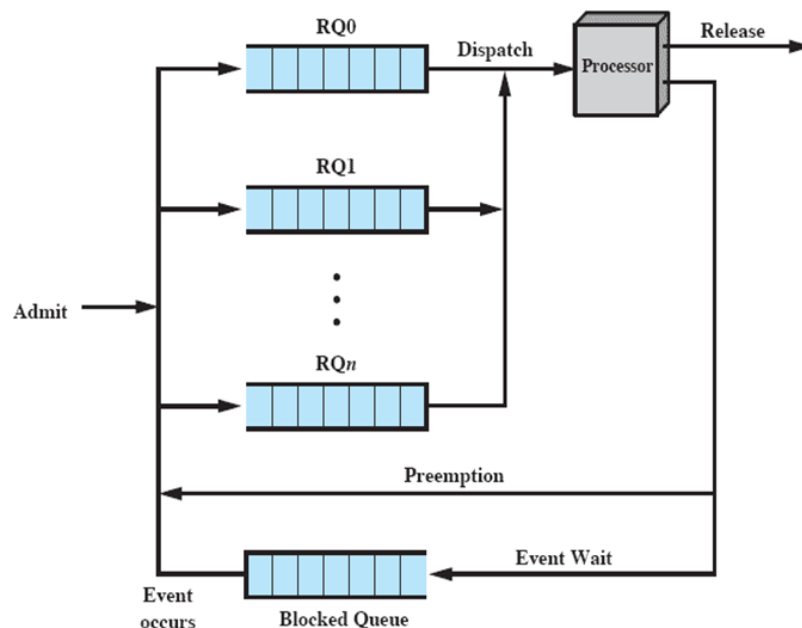 RQ0
Dispatch
Release
Processor
RQ1
Admit
RQn
Preemption
Event Wait
Event
occurs
Blocked Queue